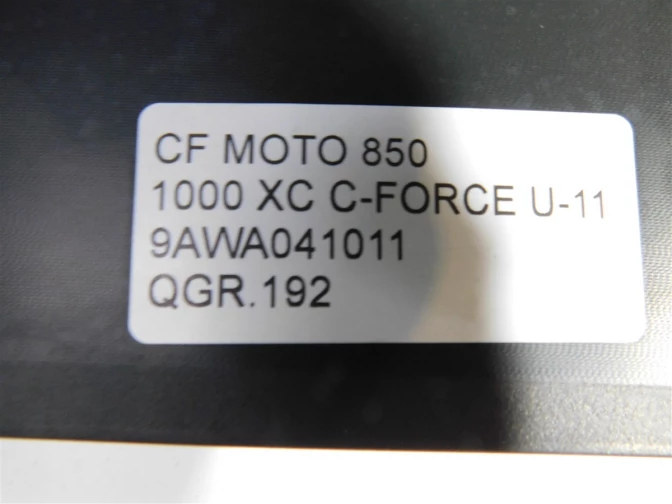 CF MOTO 850
1000 XC C-FORCE U-11
9AWA041011
QGR.192